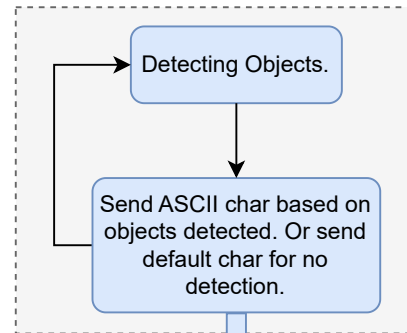 Detecting Objects.
Send ASCII char based on
objects detected. Or send
default char for no
detection.